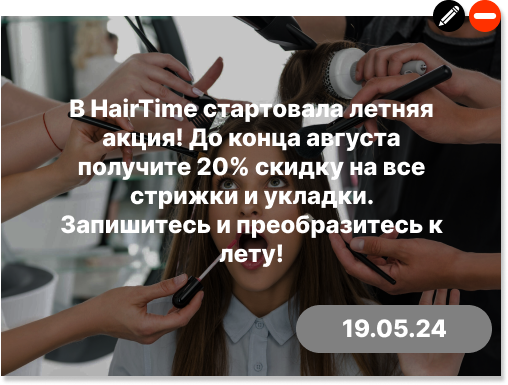 В HairTime стартовала летняя
акция! До конца августа
получите 20% скидку на все
стрижки и укладки.
Запишитесь и преобразитесь к
лету!
19.05.24